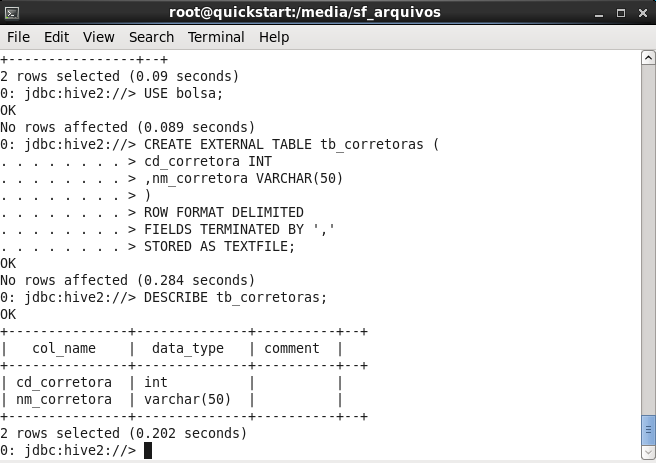 root@quickstart:/media/sf_arquivos
File Edit View Search Terminal Help
+----------------+--+
2 rows selected (0.09 seconds)
0: jdbc:hive2://> USE bolsa;
OK
No rows affected (0.089 seconds)
0: jdbc:hive2://> CREATE EXTERNAL TABLE tb_corretoras (
. . . . . . . . > cd_corretora INT
. . . . . . . . > ,nm_corretora VARCHAR(50)
. . . . . . . . > )
. . . . . . . . > ROW FORMAT DELIMITED
. . . . . . . . > FIELDS TERMINATED BY ','
. . . . . . . . > STORED AS TEXTFILE;
OK
No rows affected (0.284 seconds)
0: jdbc:hive2://> DESCRIBE tb_corretoras;
OK
+---------------+--------------+----------+--+
|   col_name    |  data_type   | comment  |
+---------------+--------------+----------+--+
| cd_corretora  | int          |          |
| nm_corretora  | varchar(50)  |          |
+---------------+--------------+----------+--+
2 rows selected (0.202 seconds)
0: jdbc:hive2://>